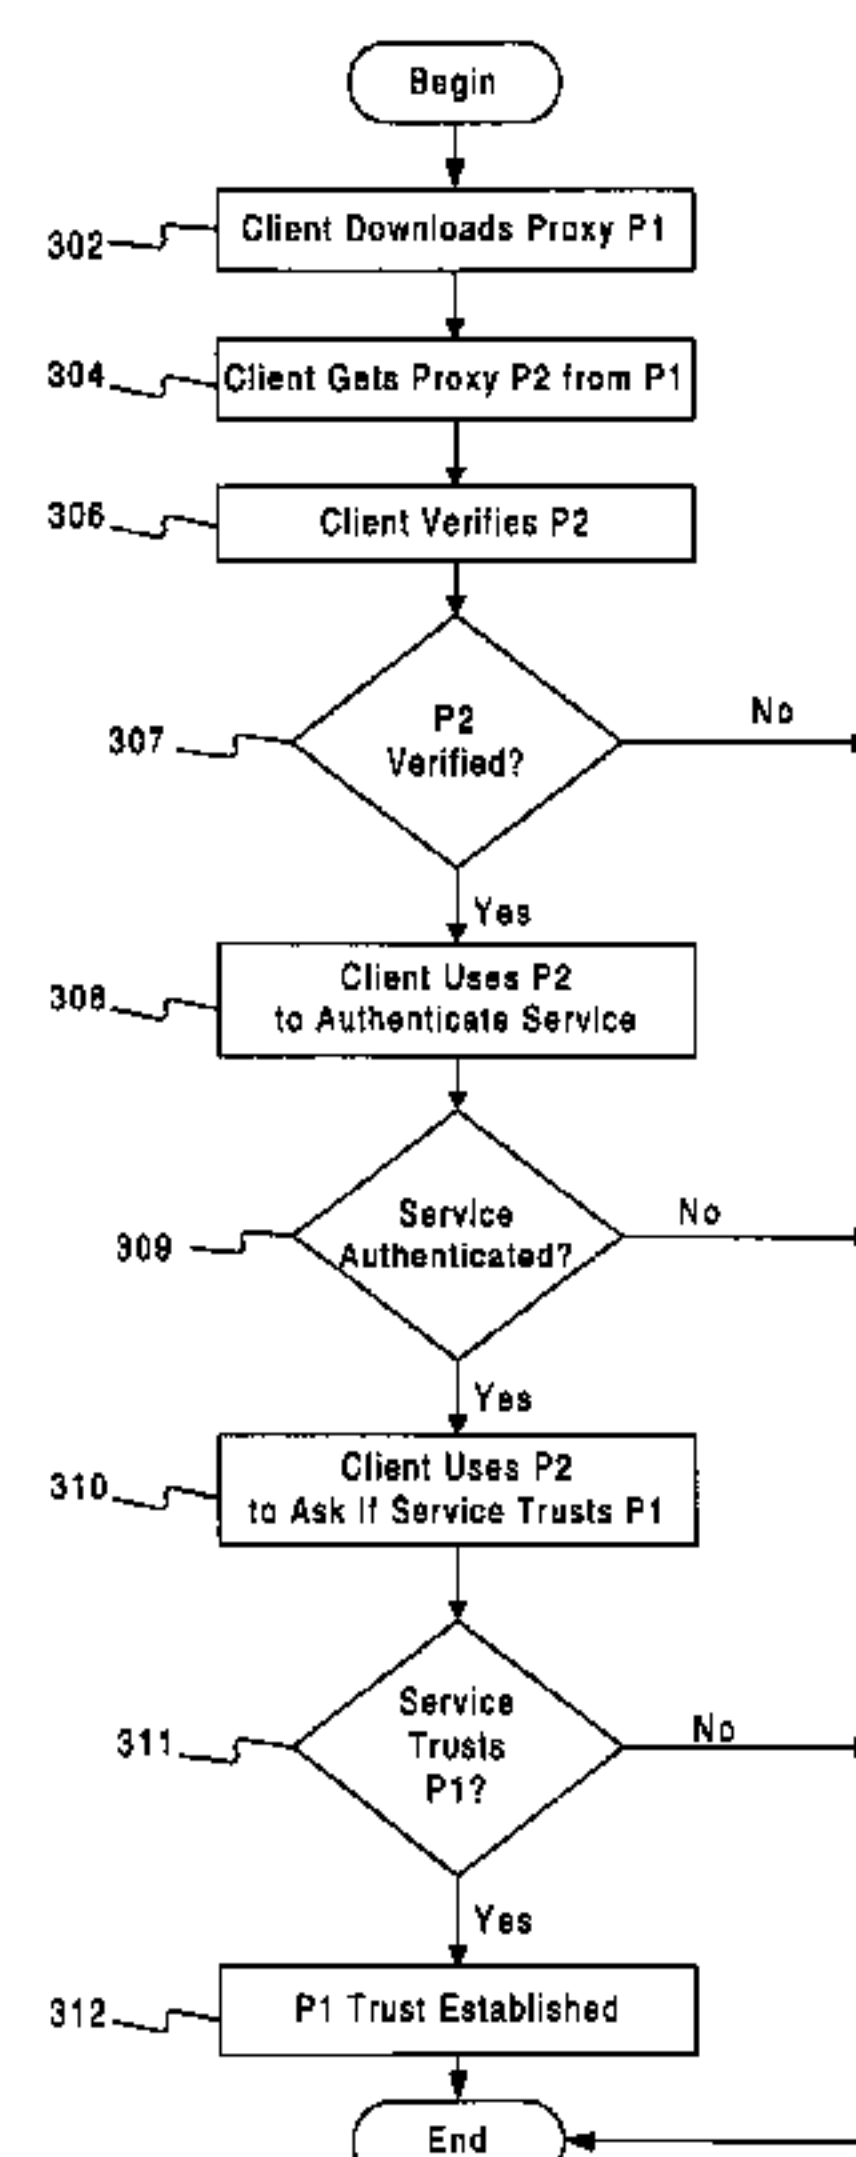 Begin
302
Client Downloads Proxy P1
304
Client Gets Proxy P2 from P1
306
Client Verifies P2
307
P2
Verified?
No
Yes
308
Client Uses P2
to Authenticate Service
309
Service
Authenticated?
No
Yes
310
Client Uses P2
to Ask If Service Trusts P1
311
Service
Trusts
P1?
No
Yes
312
P1 Trust Established
End